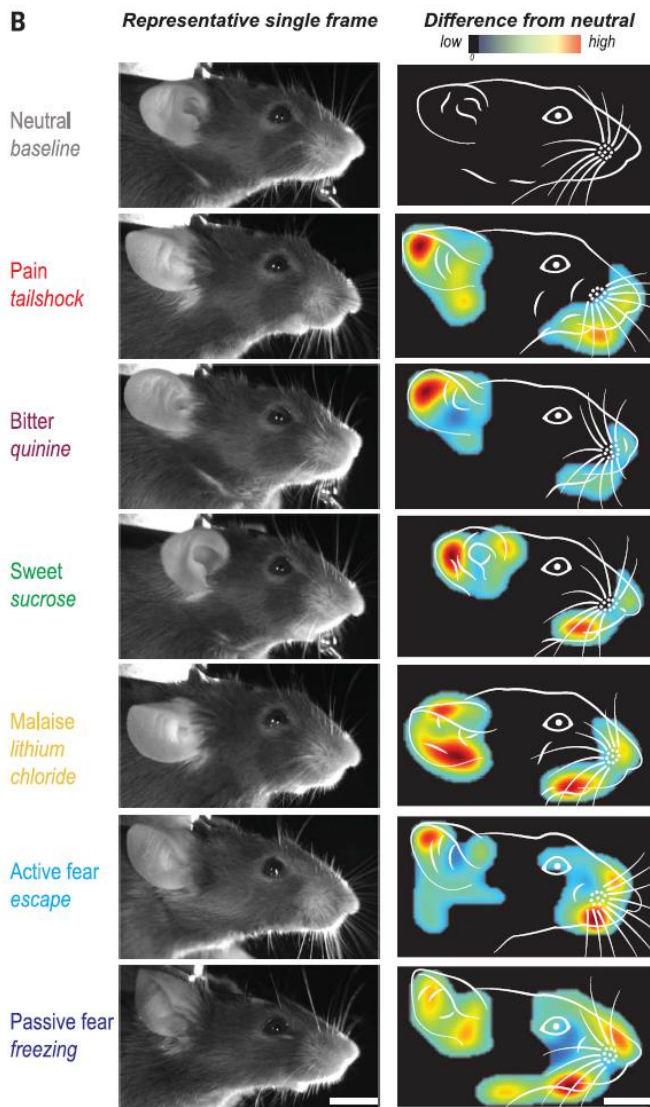 B
Representative single frame
Difference from neutral
low
high
0
Neutral
baseline
Pain
tailshock
Bitter
quinine
Sweet
sucrose
Malaise
lithium
chloride
Active fear
escape
Passive fear
freezing